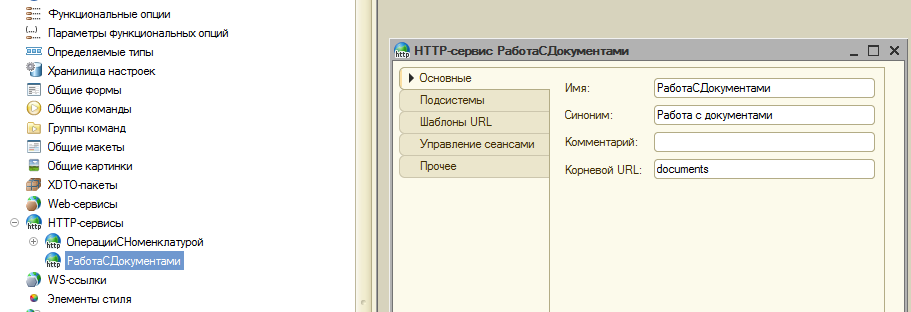 Функциональные опции
Параметры функциональных опций
Определяемые типы
Хранилища настроек
Общие формы
Общие команды
Группы команд
Общие макеты
Общие картинки
XDTO-пакеты
Web-сервисы
HTTP-сервисы
ОперацииСНоменклатурой
РаботаСДокументами
WS-ссылки
Элементы стиля
HTTP-сервис РаботаСДокументами
Основные
Подсистемы
Шаблоны URL
Управление сеансами
Прочее
Имя: РаботаСДокументами
Синоним: Работа с документами
Комментарий:
Корневой URL: documents